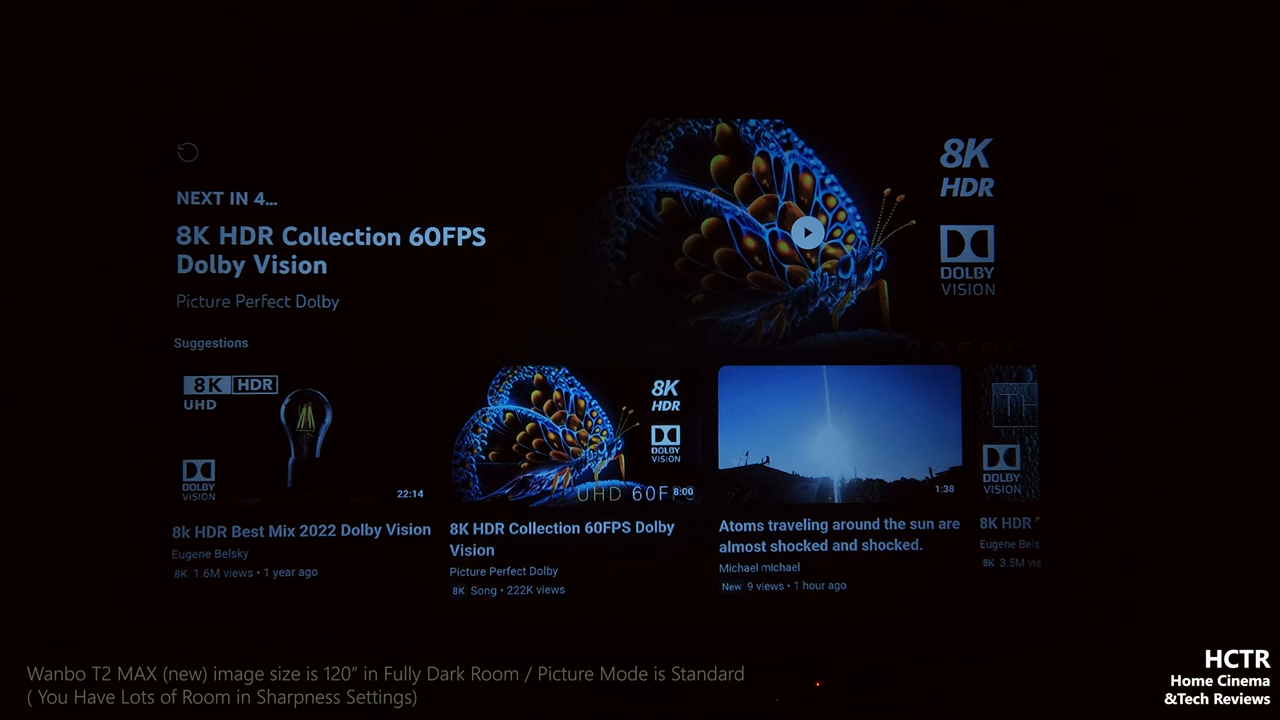 NEXT IN 4...
8K HDR Collection 60FPS
Dolby Vision
Picture Perfect Dolby
8K
HDR
DOLBY
VISION
Suggestions
8K HDR
UHD
DOLBY
VISION
22:14
8k HDR Best Mix 2022 Dolby Vision
Eugene Belsky
8K 1.6M views • 1 year ago
8K
HDR
DOLBY
VISION
UHD 60F
8:00
8K HDR Collection 60FPS Dolby
Vision
Picture Perfect Dolby
8K Song • 222K views
1:38
Atoms traveling around the sun are
almost shocked and shocked.
Michael michael
New 9 views • 1 hour ago
DOLBY
VISION
8K HDR "
Eugene Bels
8K 3.5M vie
Wanbo T2 MAX (new) image size is 120” in Fully Dark Room / Picture Mode is Standard
( You Have Lots of Room in Sharpness Settings)
HCTR
Home Cinema
&Tech Reviews